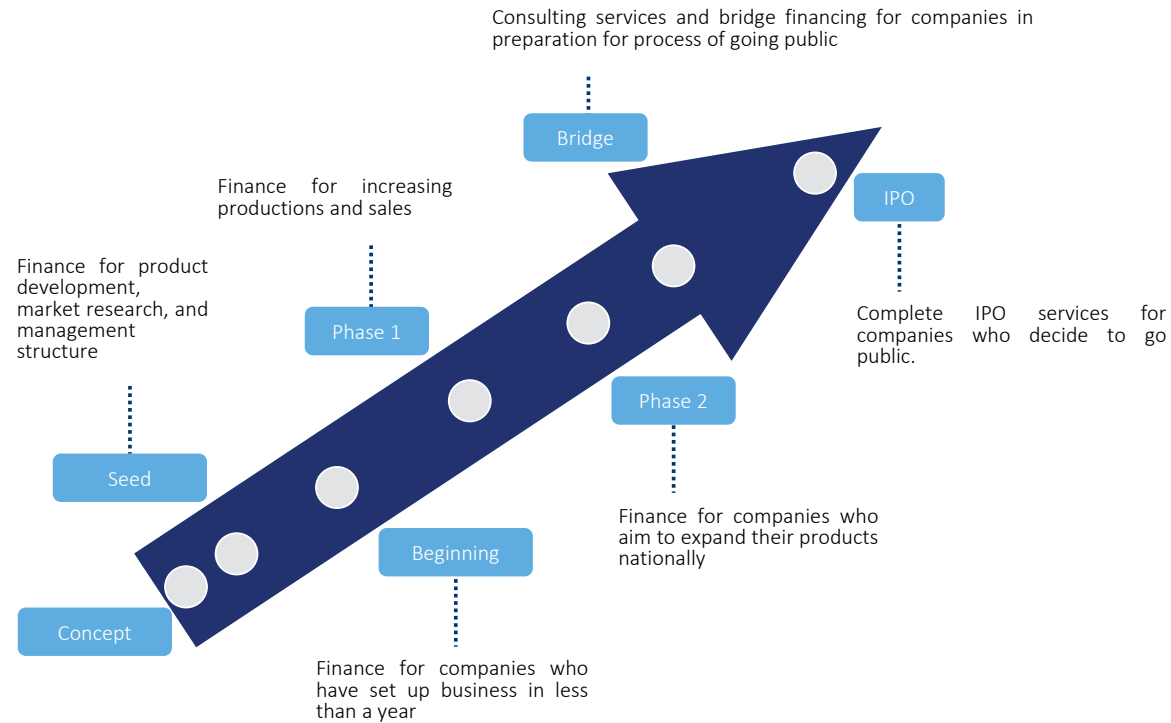 Consulting services and bridge financing for companies in
preparation for process of going public
Bridge
Finance for increasing
productions and sales
IPO
Finance for product
development,
market research, and
management
structure
Phase 1
Complete IPO services for
companies who decide to go
public.
Phase 2
Seed
Finance for companies who
aim to expand their products
nationally
Beginning
Concept
Finance for companies who
have set up business in less
than a year